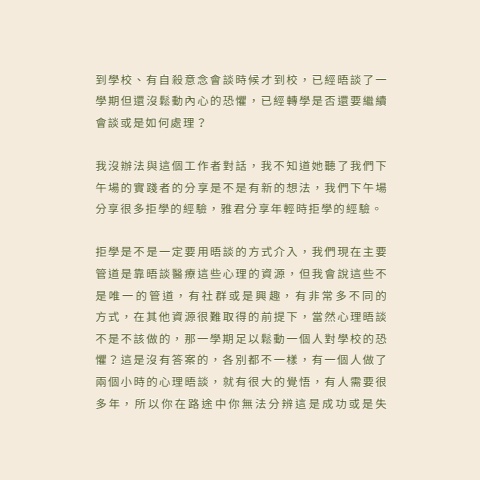 到學校、有自殺意念會談時候才到校，已經晤談了一
學期但還沒鬆動內心的恐懼，已經轉學是否還要繼續
會談或是如何處理？
我沒辦法與這個工作者對話，我不知道她聽了我們下
午場的實踐者的分享是不是有新的想法，我們下午場
分享很多拒學的經驗，雅君分享年輕時拒學的經驗。
拒學是不是一定要用晤談的方式介入，我們現在主要
管道是靠晤談醫療這些心理的資源，但我會說這些不
是唯一的管道，有社群或是興趣，有非常多不同的
方式，在其他資源很難取得的前提下，當然心理晤談
不是不該做的，那一學期足以鬆動一個人對學校的恐
懼？這是沒有答案的，各別都不一樣，有一個人做了
兩個小時的心理晤談，就有很大的覺悟，有人需要很
多年，所以你在路途中你無法分辨這是成功或是失